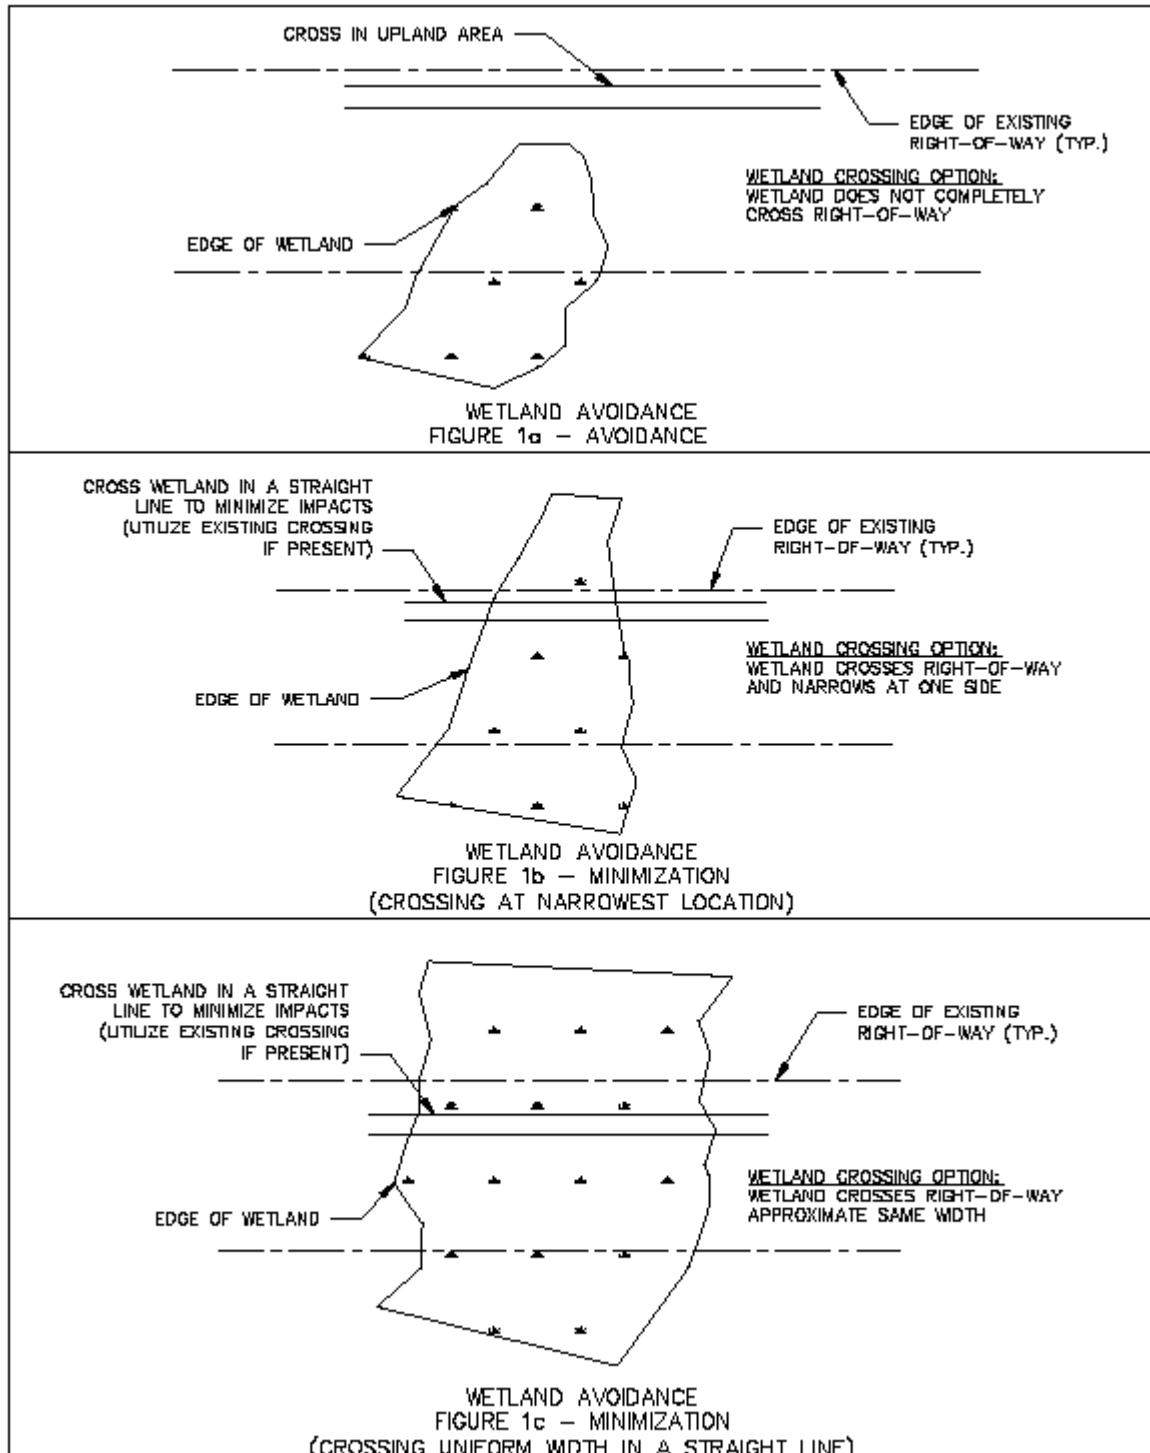 CROSS IN UPLAND AREA
EDGE OF EXISTING
RIGHT-OF-WAY (TYP.)
WETLAND CROSSING OPTION:
WETLAND DOES NOT COMPLETELY
CROSS RIGHT-OF-WAY
EDGE OF WETLAND
WETLAND AVOIDANCE
FIGURE 1a - AVOIDANCE
CROSS WETLAND IN A STRAIGHT
LINE TO MINIMIZE IMPACTS
(UTILIZE EXISTING CROSSING
IF PRESENT)
EDGE OF EXISTING
RIGHT-OF-WAY (TYP.)
WETLAND CROSSING OPTION:
WETLAND CROSSES RIGHT-OF-WAY
AND NARROWS AT ONE SIDE
EDGE OF WETLAND
WETLAND AVOIDANCE
FIGURE 1b - MINIMIZATION
(CROSSING AT NARROWEST LOCATION)
CROSS WETLAND IN A STRAIGHT
LINE TO MINIMIZE IMPACTS
(UTILIZE EXISTING CROSSING
IF PRESENT)
EDGE OF EXISTING
RIGHT-OF-WAY (TYP.)
WETLAND CROSSING OPTION:
WETLAND CROSSES RIGHT-OF-WAY
APPROXIMATE SAME WIDTH
EDGE OF WETLAND
WETLAND AVOIDANCE
FIGURE 1c - MINIMIZATION
(CROSSING UNIFORM WIDTH IN A STRAIGHT LINE)